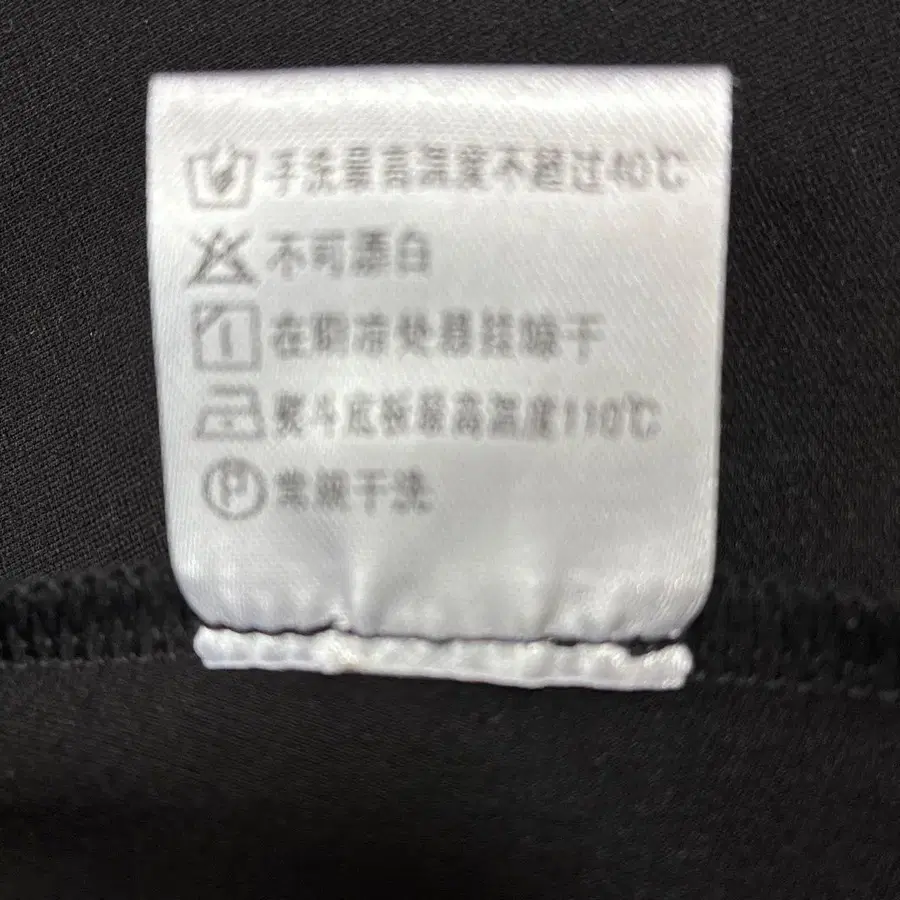 手洗最高温度不超过40℃
不可漂白
在阴凉处悬挂晾干
熨斗底板最高温度110℃
常规干洗